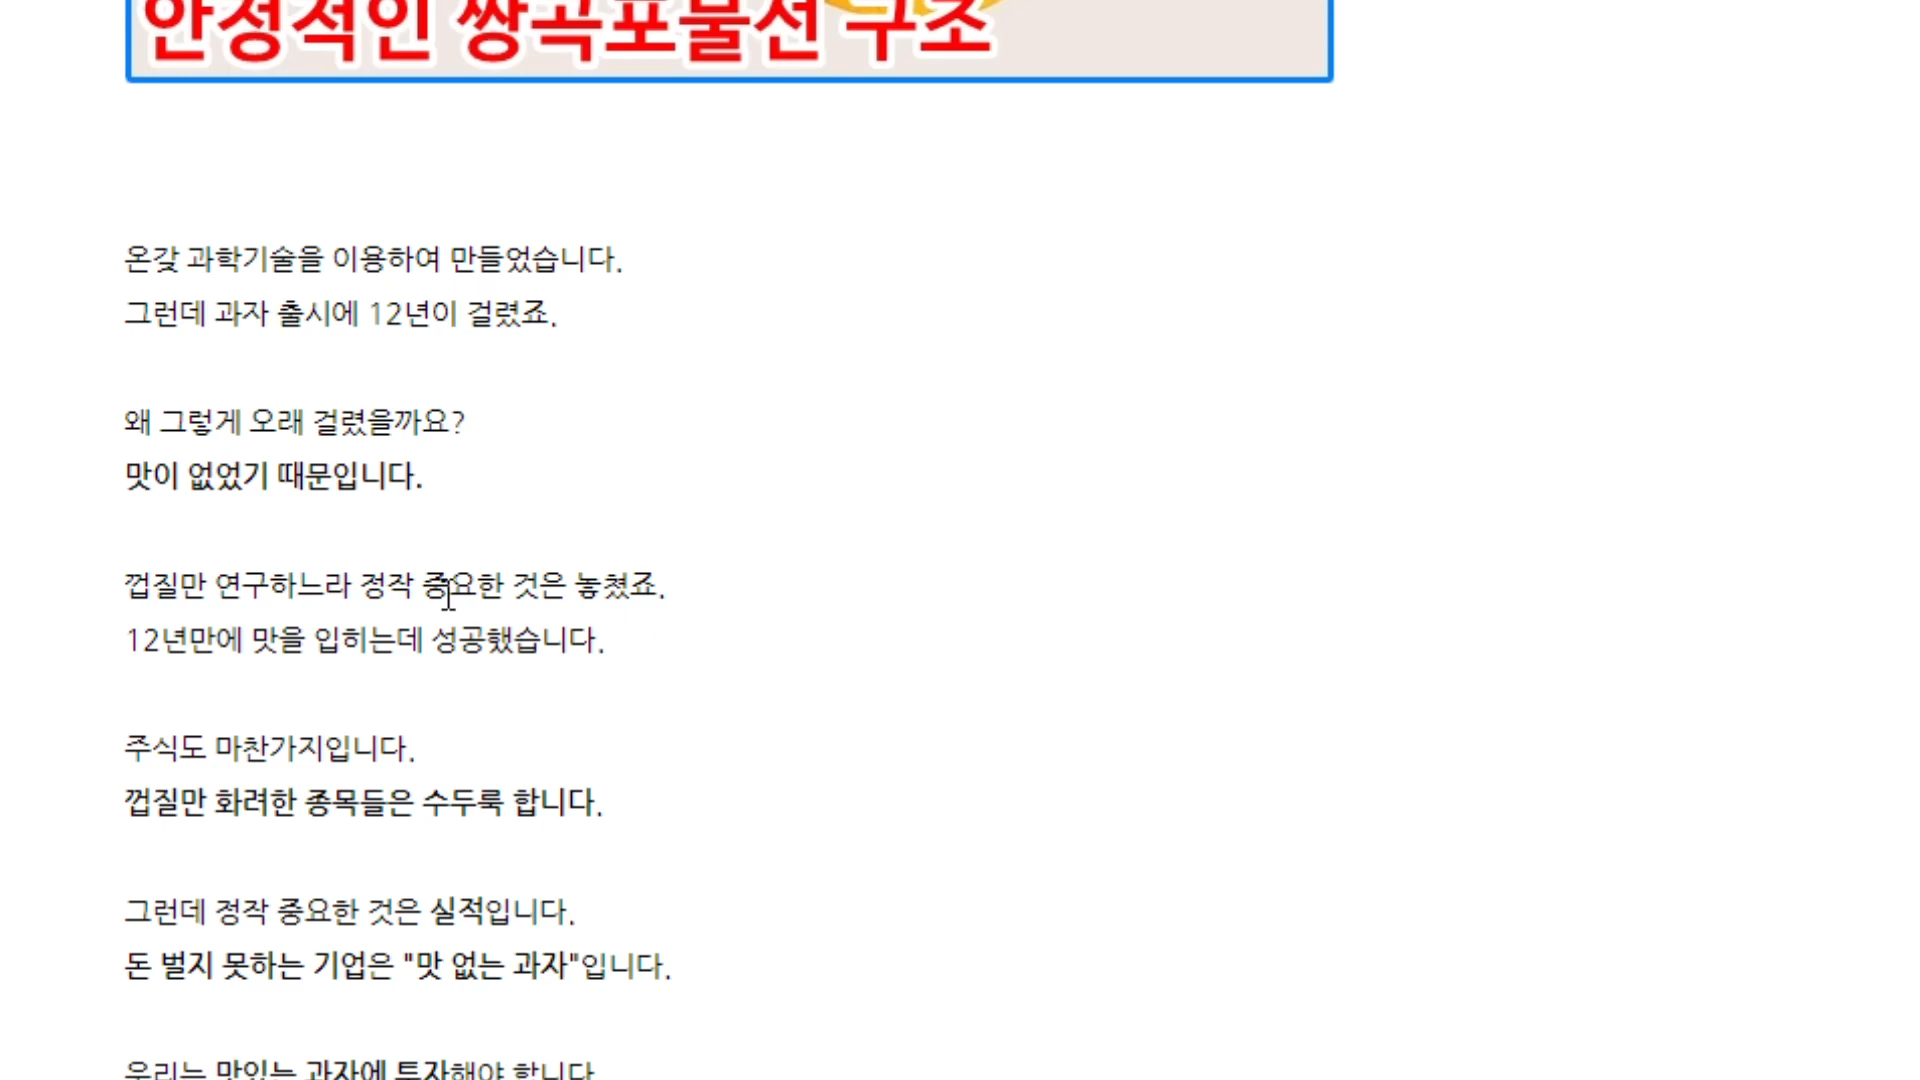 안정적인 쌍곡포물선 구조
온갖 과학기술을 이용하여 만들었습니다.
그런데 과자 출시에 12년이 걸렸죠.
왜 그렇게 오래 걸렸을까요?
맛이 없었기 때문입니다.
껍질만 연구하느라 정작 중요한 것은 놓쳤죠.
12년만에 맛을 입히는데 성공했습니다.
주식도 마찬가지입니다.
껍질만 화려한 종목들은 수두룩 합니다.
그런데 정작 중요한 것은 실적입니다.
돈 벌지 못하는 기업은 "맛 없는 과자"입니다.
우리는 맛있는 과자에 투자해야 합니다